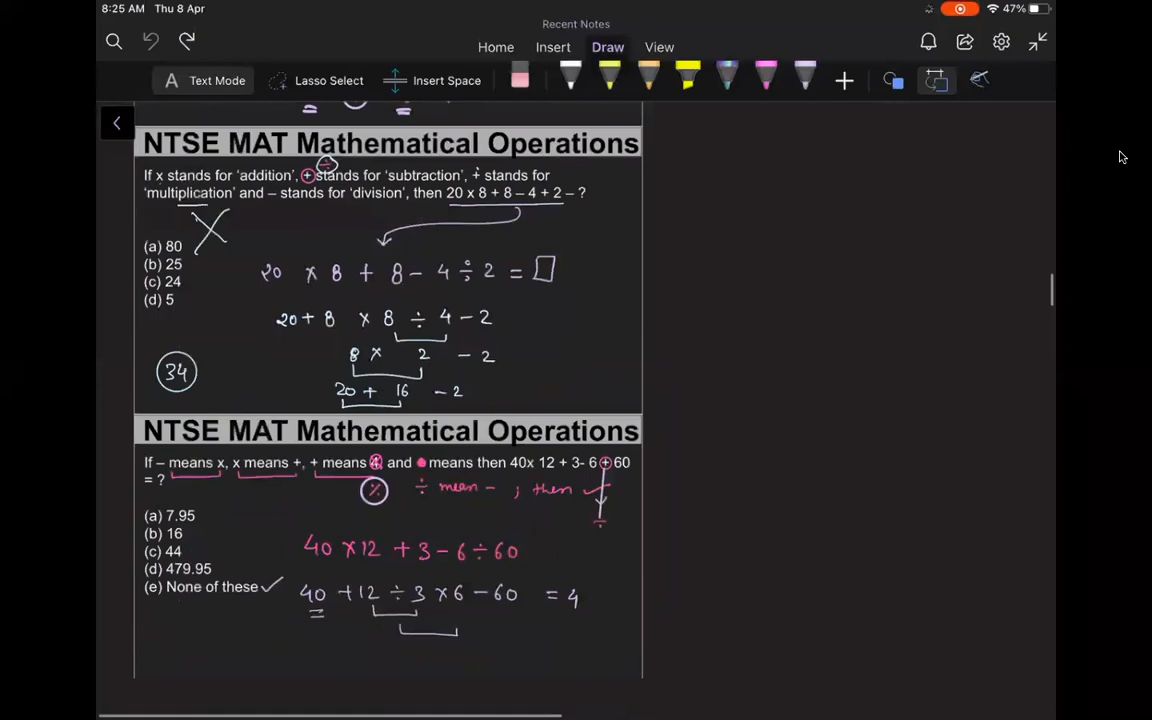 8:25 AM Thu 8 Apr
47%
Recent Notes
Home Insert Draw View
Text Mode Lasso Select Insert Space
NTSE MAT Mathematical Operations
÷
If x stands for ‘addition’, + stands for ‘subtraction’, + stands for
‘multiplication’ and – stands for ‘division’, then 20 x 8 + 8 – 4 + 2 – ?
(a) 80
(b) 25
(c) 24
(d) 5
20 × 8 + 8 – 4 ÷ 2 =
20 + 8 × 8 ÷ 4 – 2
8 × 2 – 2
20 + 16 – 2
34
NTSE MAT Mathematical Operations
If – means x, x means +, + means and means then 40x 12 + 3- 6 + 60
= ?
÷ ÷ mean – ; then
÷
(a) 7.95
(b) 16
(c) 44
(d) 479.95
(e) None of these ✓
40 × 12 + 3 – 6 ÷ 60
40 + 12 ÷ 3 × 6 – 60 = 4